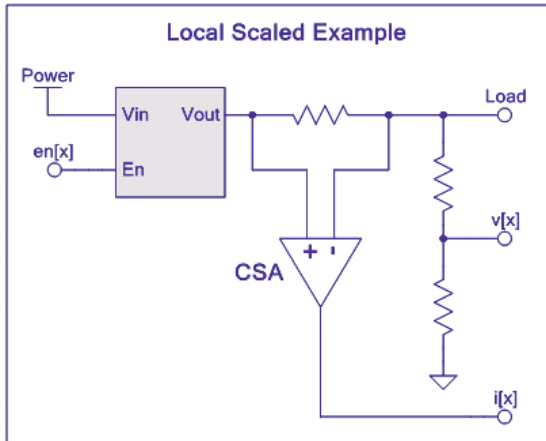 Local Scaled Example
Power
Vin
Vout
Load
en[x]
En
v[x]
+ -
CSA
i[x]